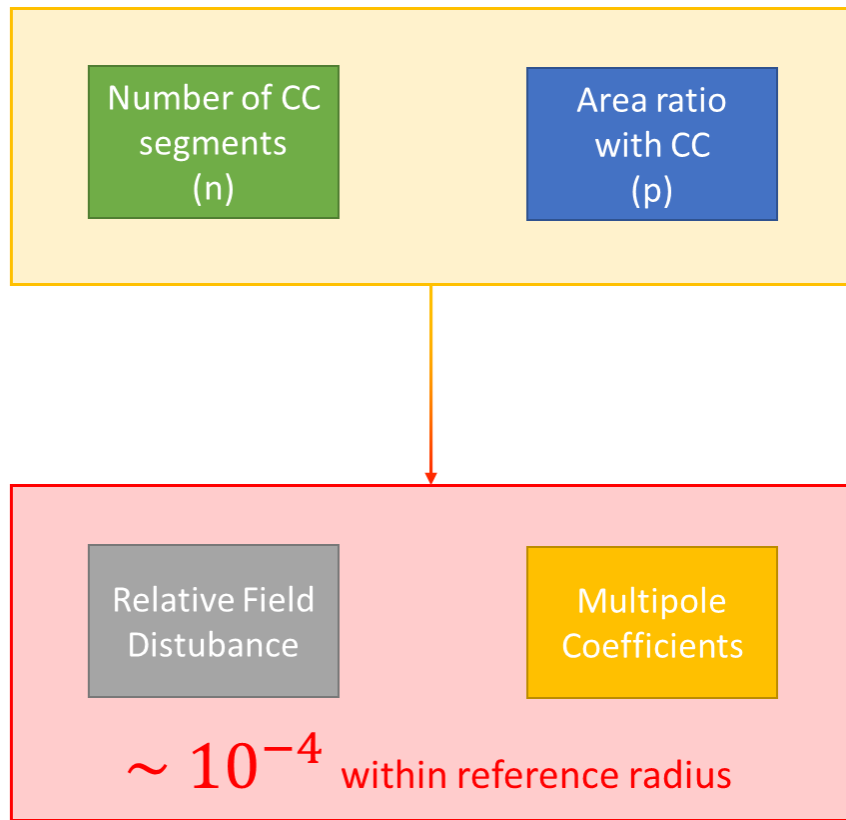 Number of CC
segments
(n)
Area ratio
with CC
(p)
Relative Field
Distubance
Multipole
Coefficients
~ 10⁻⁴ within reference radius